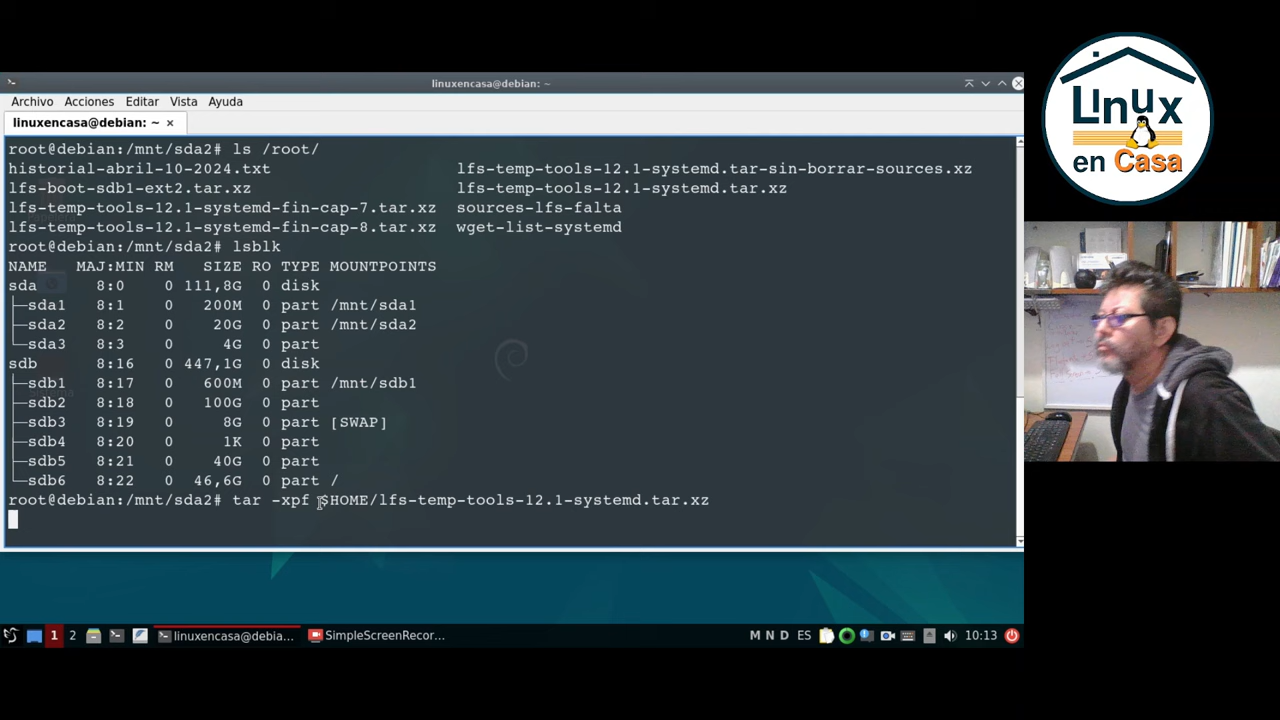 linuxencasa@debian: ~
Archivo Acciones Editar Vista Ayuda
linuxencasa@debian: ~ ×
root@debian:/mnt/sda2# ls /root/
historial-abril-10-2024.txt lfs-temp-tools-12.1-systemd.tar-sin-borrar-sources.xz
lfs-boot-sdb1-ext2.tar.xz lfs-temp-tools-12.1-systemd.tar.xz
lfs-temp-tools-12.1-systemd-fin-cap-7.tar.xz sources-lfs-falta
lfs-temp-tools-12.1-systemd-fin-cap-8.tar.xz wget-list-systemd
root@debian:/mnt/sda2# lsblk
NAME MAJ:MIN RM SIZE RO TYPE MOUNTPOINTS
sda 8:0 0 111,8G 0 disk
├─sda1 8:1 0 200M 0 part /mnt/sda1
├─sda2 8:2 0 20G 0 part /mnt/sda2
└─sda3 8:3 0 4G 0 part
sdb 8:16 0 447,1G 0 disk
├─sdb1 8:17 0 600M 0 part /mnt/sdb1
├─sdb2 8:18 0 100G 0 part
├─sdb3 8:19 0 8G 0 part [SWAP]
├─sdb4 8:20 0 1K 0 part
├─sdb5 8:21 0 40G 0 part
└─sdb6 8:22 0 46,6G 0 part /
root@debian:/mnt/sda2# tar -xpf $HOME/lfs-temp-tools-12.1-systemd.tar.xz
1 2 linuxencasa@debia... SimpleScreenRecor... M N D ES 10:13
Linux
en Casa